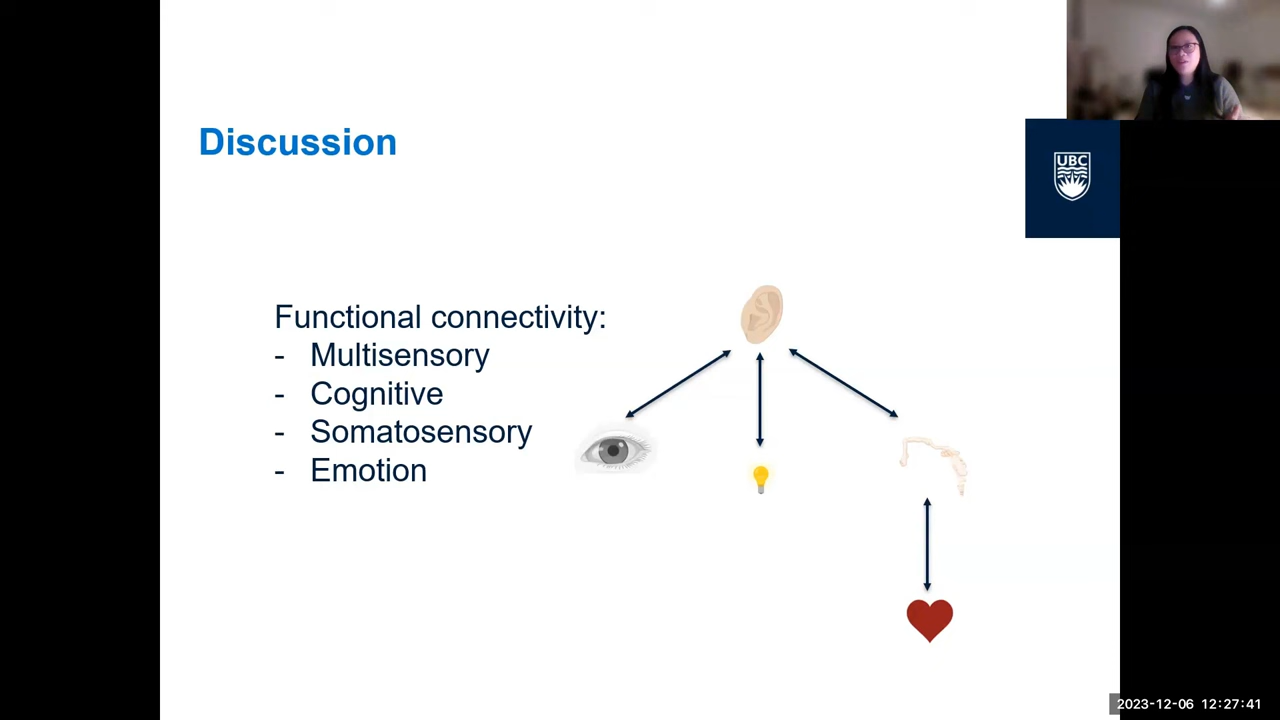 Discussion
UBC
Functional connectivity:
- Multisensory
- Cognitive
- Somatosensory
- Emotion
2023-12-06 12:27:41